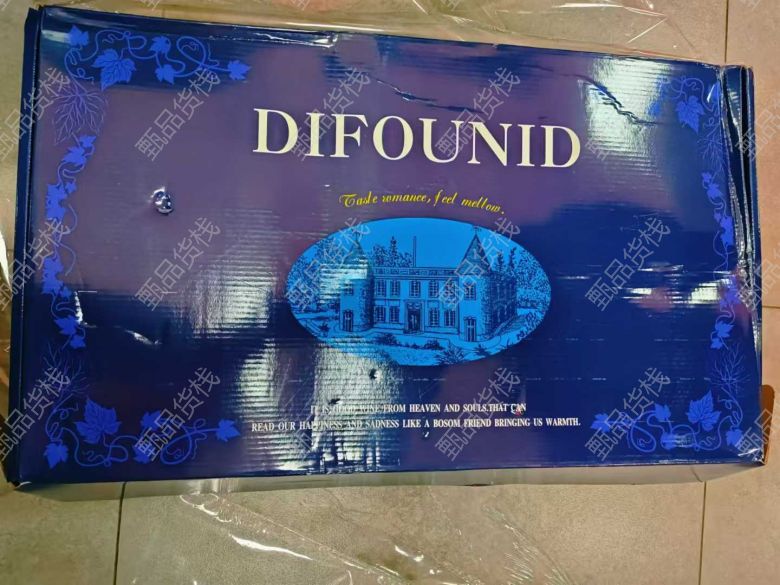 DIFOUNID
Taste romance, feel mellow.
IT IS GOOD WINE FROM HEAVEN AND SOULS.THAT CAN
READ OUR HAPPINESS AND SADNESS LIKE A BOSOM FRIEND BRINGING US WARMTH.
甄品货栈